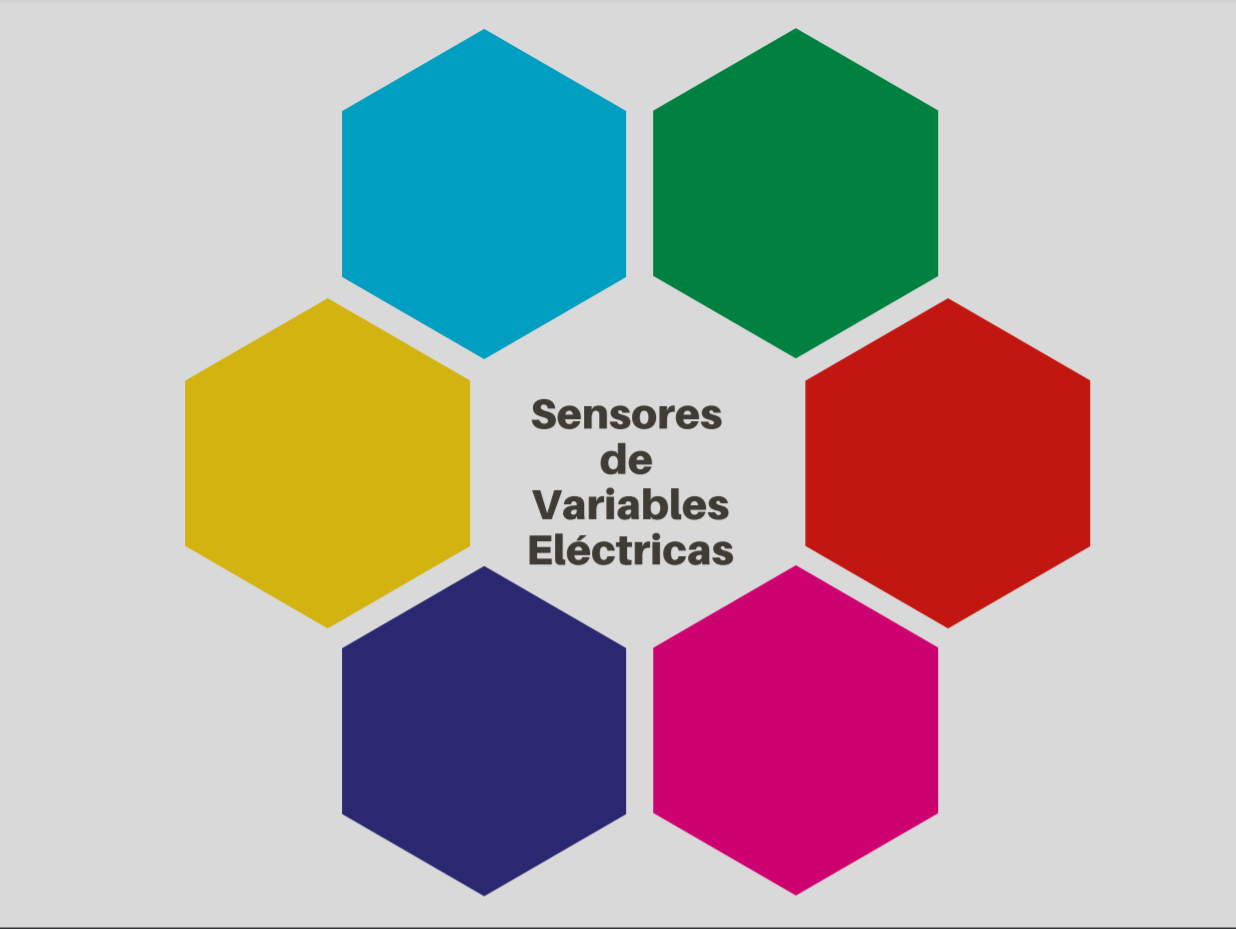 Sensores
de
Variables
Eléctricas